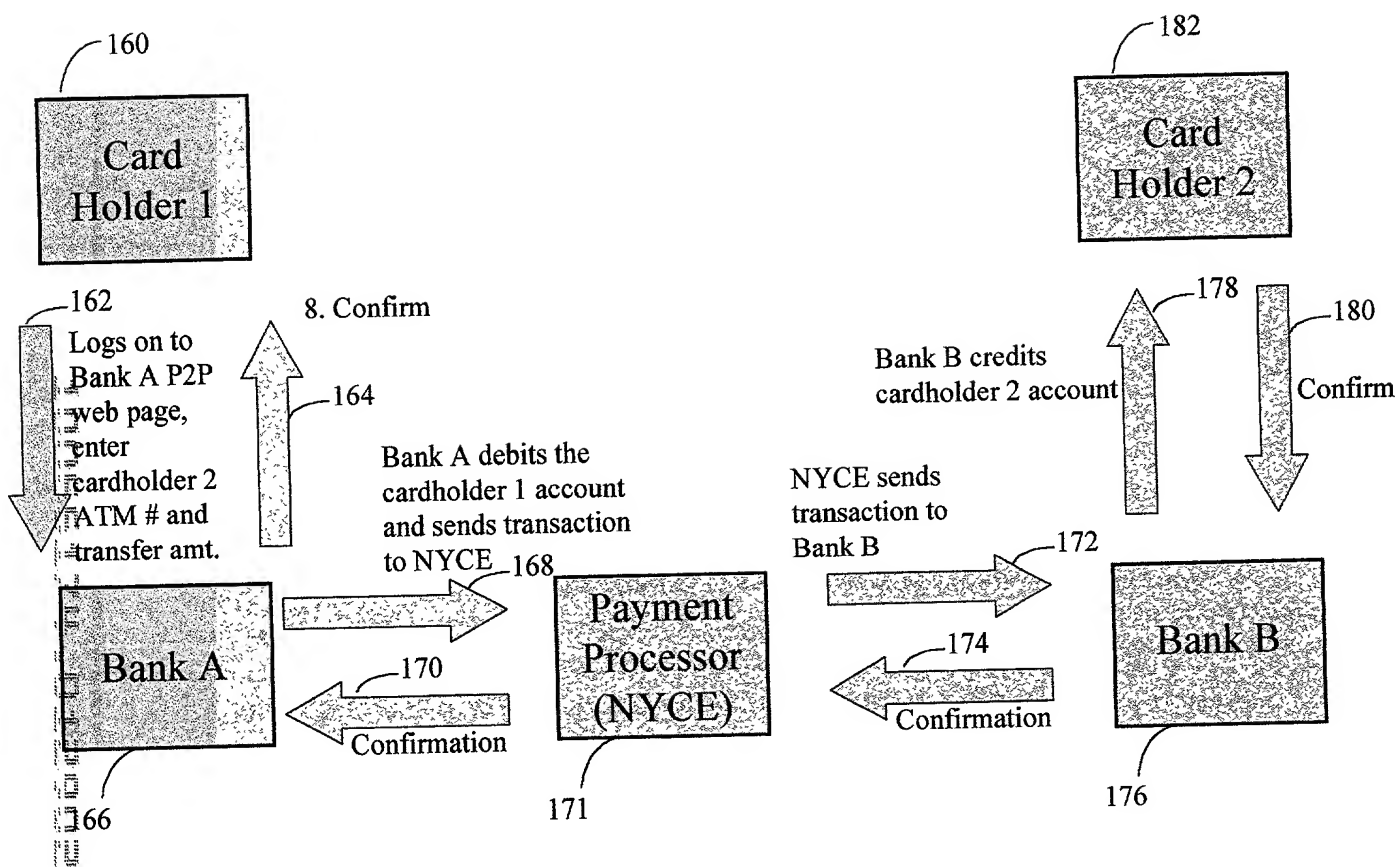 160
182
Card
Holder 1
Card
Holder 2
162
Logs on to
Bank A P2P
web page,
enter
cardholder 2
ATM # and
transfer amt.
8. Confirm
164
178
180
Bank B credits
cardholder 2 account
Confirm
Bank A debits the
cardholder 1 account
and sends transaction
to NYCE
168
NYCE sends
transaction to
Bank B
172
Bank A
Payment
Processor
(NYCE)
Bank B
170
Confirmation
174
Confirmation
166
171
176